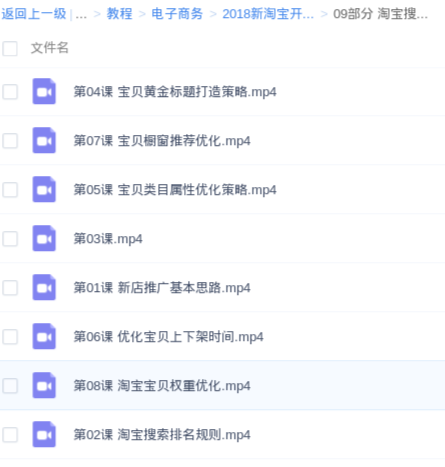 返回上一级 | ... > 教程 > 电子商务 > 2018新淘宝开... > 09部分 淘宝搜...
文件名
第04课 宝贝黄金标题打造策略.mp4
第07课 宝贝橱窗推荐优化.mp4
第05课 宝贝类目属性优化策略.mp4
第03课.mp4
第01课 新店推广基本思路.mp4
第06课 优化宝贝上下架时间.mp4
第08课 淘宝宝贝权重优化.mp4
第02课 淘宝搜索排名规则.mp4